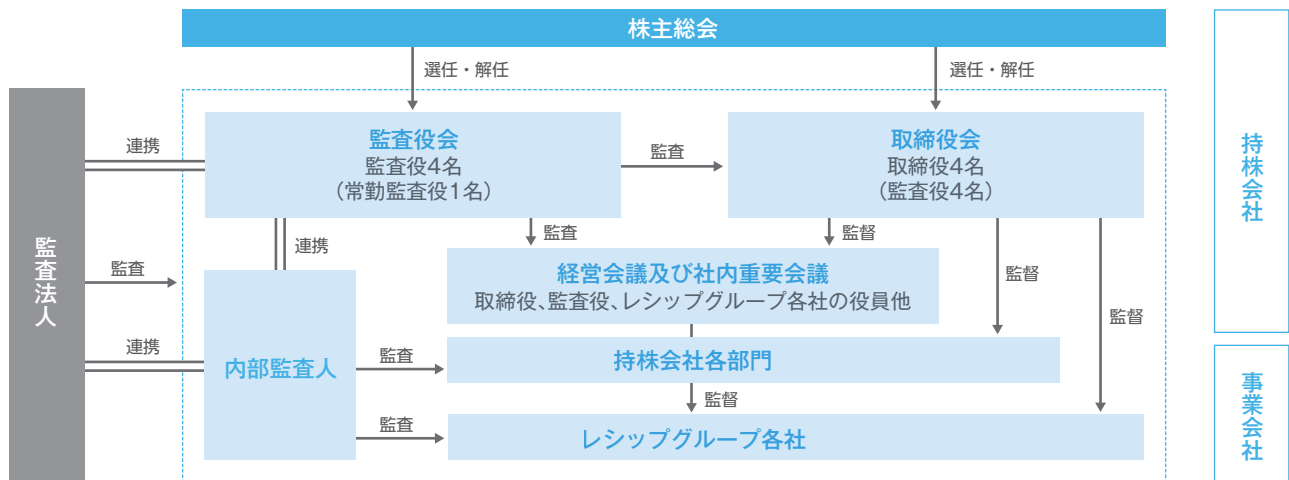 株主総会
選任・解任
選任・解任
持株会社
監査法人
連携
監査役会
監査役4名
（常勤監査役1名）
監査
取締役会
取締役4名
（監査役4名）
連携
監査
監督
監査
経営会議及び社内重要会議
取締役、監査役、レシップグループ各社の役員他
監督
監督
連携
内部監査人
監査
持株会社各部門
監督
事業会社
監査
レシップグループ各社